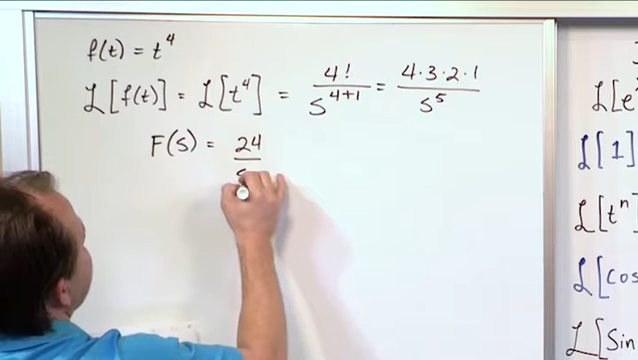 f(t) = t⁴
ℒ[f(t)] = ℒ[t⁴] = 4!/s⁴⁺¹ = 4·3·2·1/s⁵
F(s) = 24/s
ℒ[e
ℒ[1]
ℒ[tⁿ]
ℒ[cos
ℒ[Sin